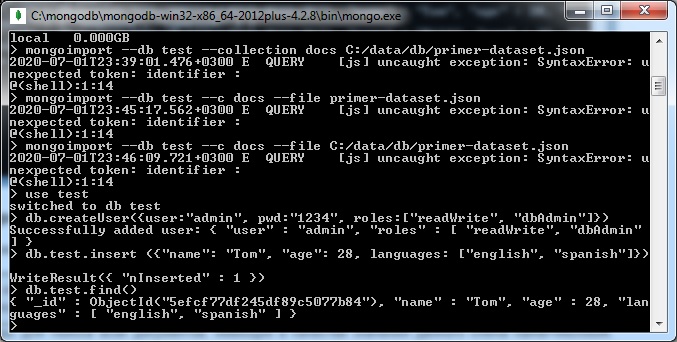 C:\mongodb\mongodb-win32-x86_64-2012plus-4.2.8\bin\mongo.exe
local   0.000GB
> mongoimport --db test --collection docs C:/data/db/primer-dataset.json
2020-07-01T23:39:01.476+0300 E  QUERY    [js] uncaught exception: SyntaxError: u
nexpected token: identifier :
@(shell):1:14
> mongoimport --db test --c docs --file primer-dataset.json
2020-07-01T23:45:17.562+0300 E  QUERY    [js] uncaught exception: SyntaxError: u
nexpected token: identifier :
@(shell):1:14
> mongoimport --db test --c docs --file C:/data/db/primer-dataset.json
2020-07-01T23:46:09.721+0300 E  QUERY    [js] uncaught exception: SyntaxError: u
nexpected token: identifier :
@(shell):1:14
> use test
switched to db test
> db.createUser({user:"admin", pwd:"1234", roles:["readWrite", "dbAdmin"]})
Successfully added user: { "user" : "admin", "roles" : [ "readWrite", "dbAdmin"
] }
> db.test.insert ({"name": "Tom", "age": 28, languages: ["english", "spanish"]})

WriteResult({ "nInserted" : 1 })
> db.test.find()
{ "_id" : ObjectId("5efcf77df245df89c5077b84"), "name" : "Tom", "age" : 28, "lan
guages" : [ "english", "spanish" ] }
>